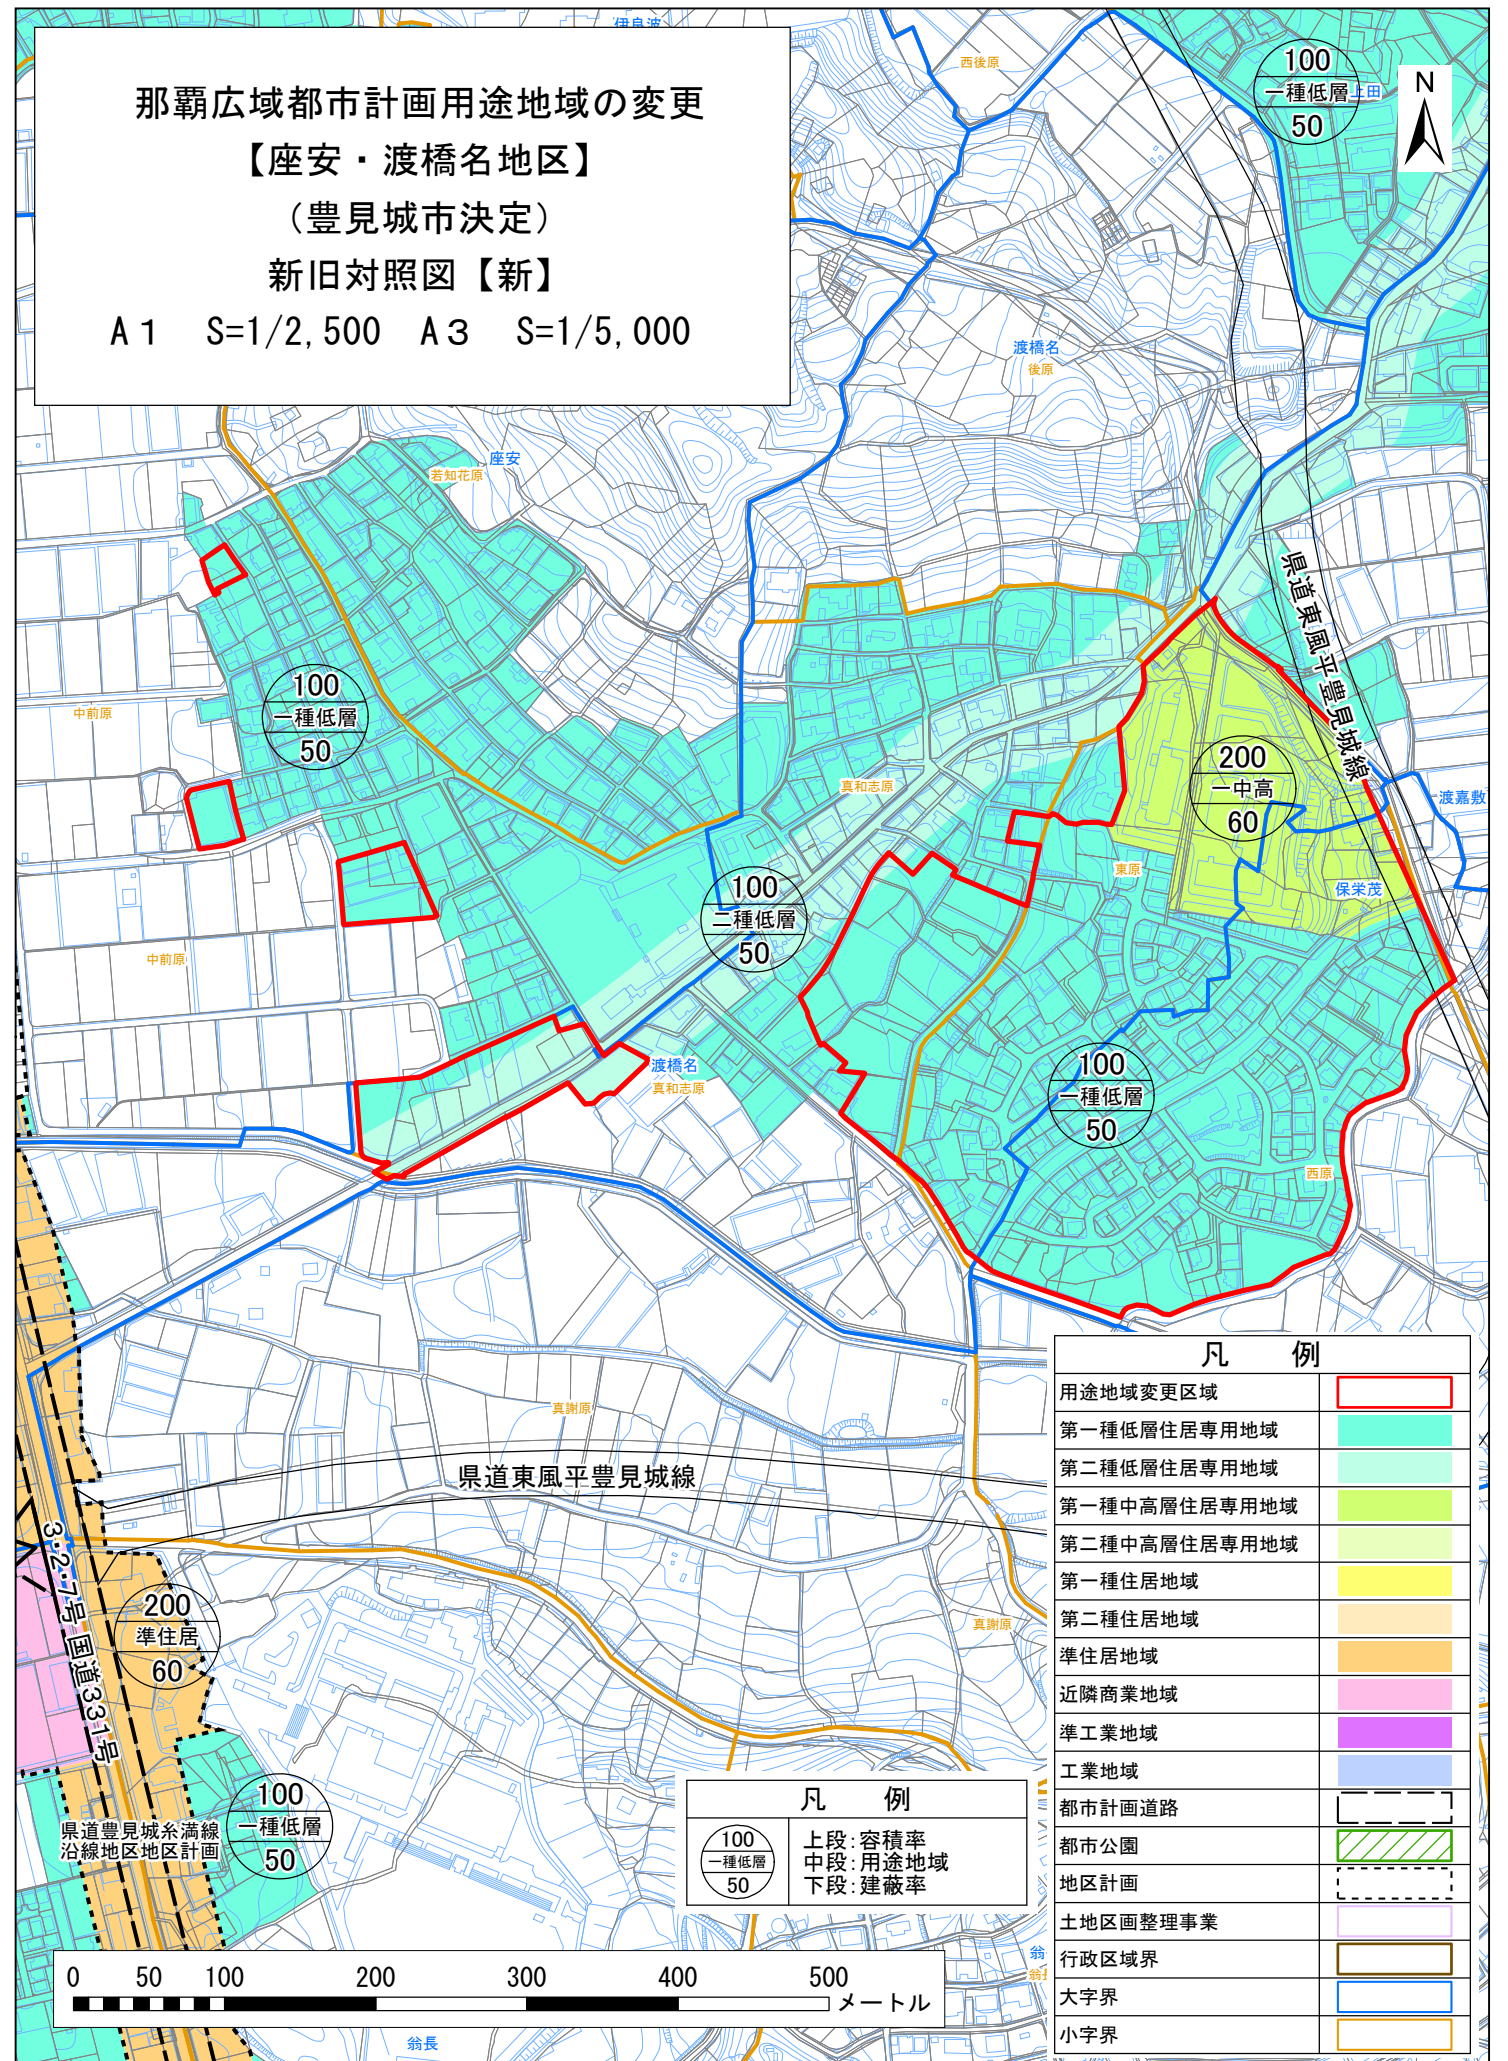 那覇広域都市計画用途地域の変更
【座安・渡橋名地区】
（豊見城市決定）
新旧対照図【新】
A１　S=1/2,500　A３　S=1/5,000
伊良波
西後原
100
一種低層
50
上田
N
渡橋名
後原
座安
若知花原
県道東風平豊見城線
100
一種低層
50
中前原
真和志原
200
一中高
60
渡嘉敷
東原
保栄茂
100
二種低層
50
中前原
渡橋名
真和志原
100
一種低層
50
西原
真謝原
県道東風平豊見城線
3・2・7号国道331号
200
準住居
60
真謝原
100
一種低層
50
県道豊見城糸満線
沿線地区地区計画
凡　例
100
一種低層
50
上段：容積率
中段：用途地域
下段：建蔽率
凡　例
用途地域変更区域
第一種低層住居専用地域
第二種低層住居専用地域
第一種中高層住居専用地域
第二種中高層住居専用地域
第一種住居地域
第二種住居地域
準住居地域
近隣商業地域
準工業地域
工業地域
都市計画道路
都市公園
地区計画
土地区画整理事業
行政区域界
大字界
小字界
0 50 100 200 300 400 500
メートル
翁長